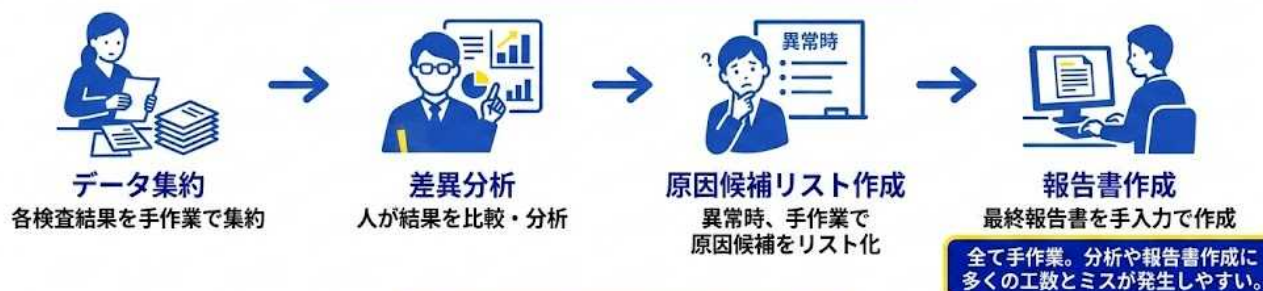 異常時
?
データ集約
各検査結果を手作業で集約
差異分析
人が結果を比較・分析
原因候補リスト作成
異常時、手作業で
原因候補をリスト化
報告書作成
最終報告書を手入力で作成
全て手作業。分析や報告書作成に
多くの工数とミスが発生しやすい。